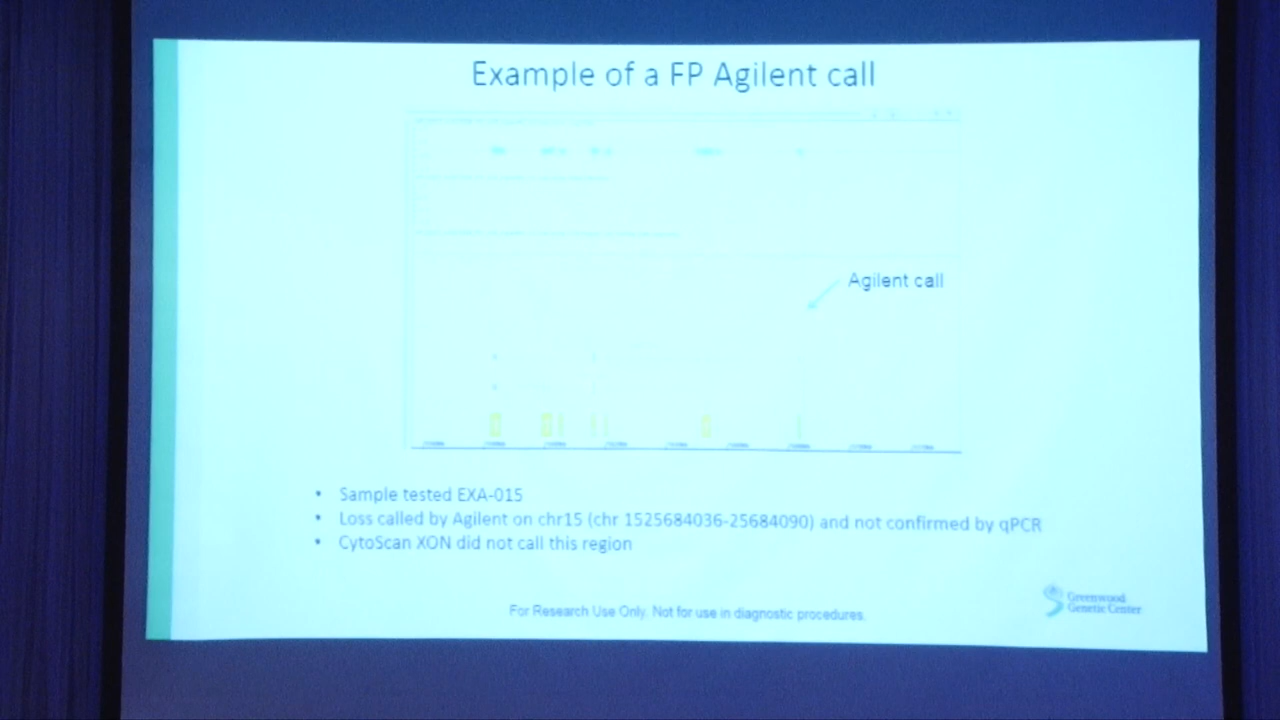 Example of a FP Agilent call
Agilent call
• Sample tested EXA-015
• Loss called by Agilent on chr15 (chr 1525684036-25684090) and not confirmed by qPCR
• CytoScan XON did not call this region
For Research Use Only. Not for use in diagnostic procedures.
Greenwood
Genetic Center